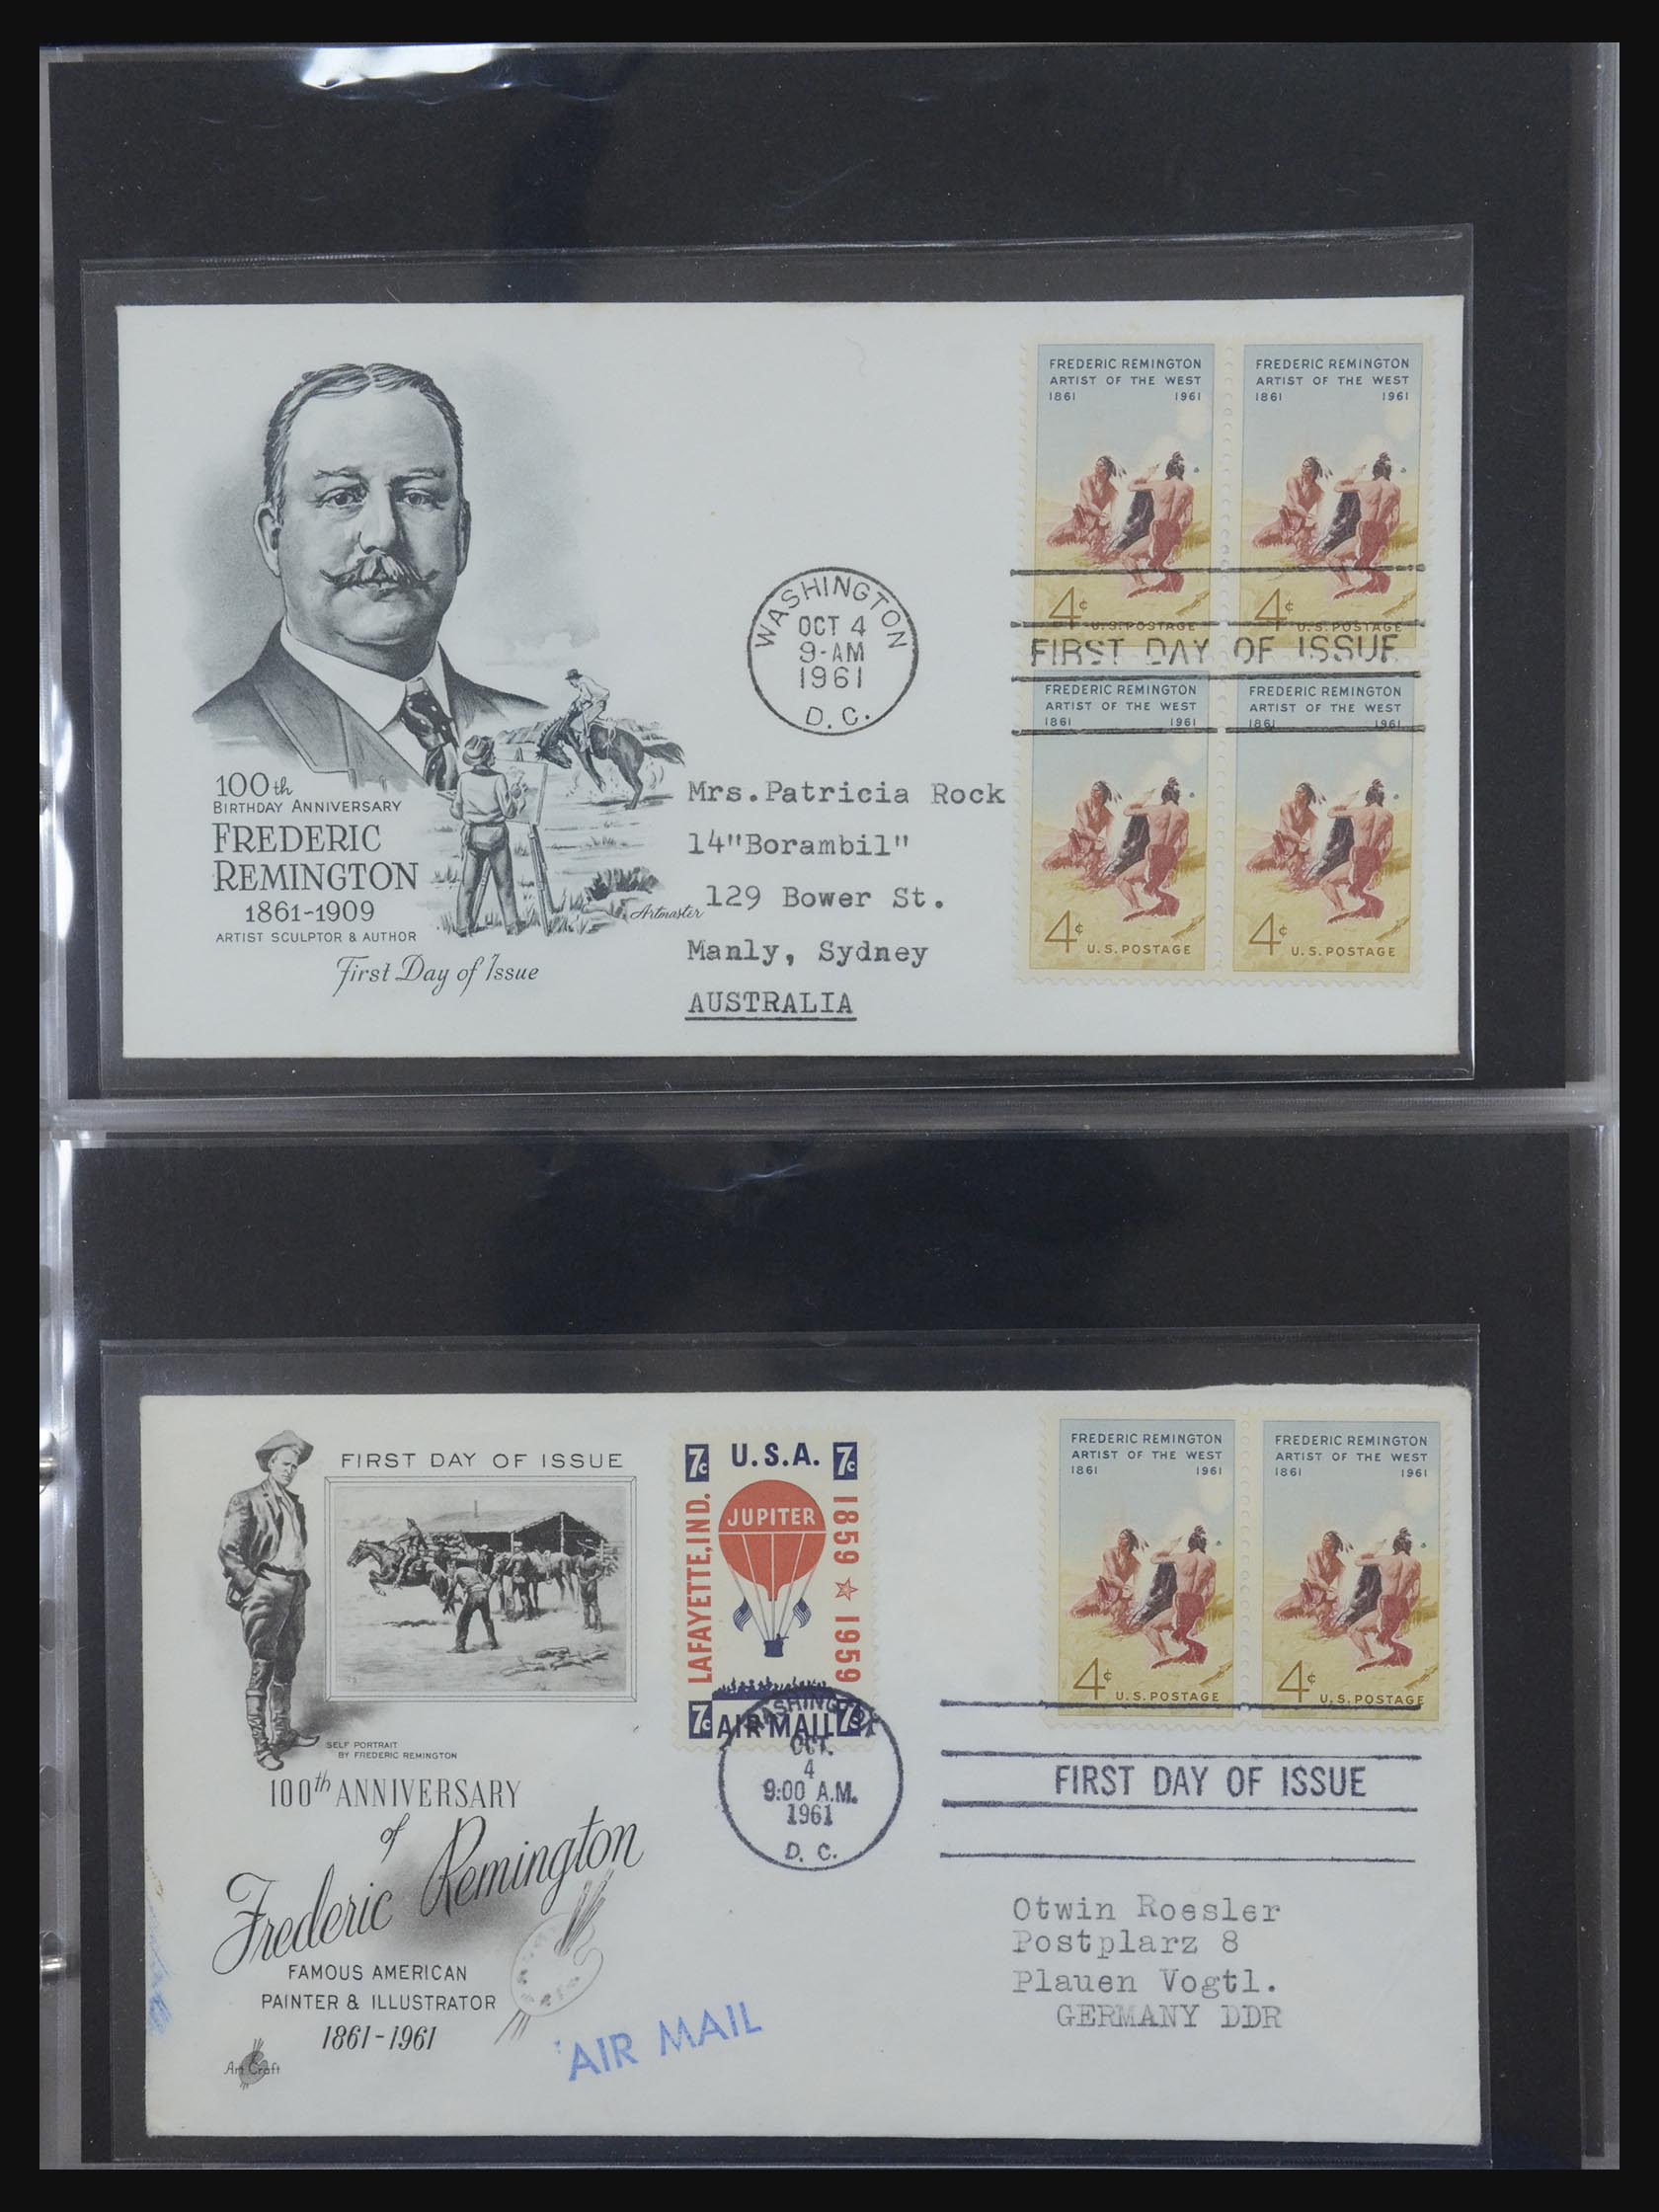 100th
BIRTHDAY ANNIVERSARY
FREDERIC
REMINGTON
1861-1909
ARTIST SCULPTOR & AUTHOR
First Day of Issue
Artmaster
WASHINGTON
OCT 4
9-AM
1961
D. C.
Mrs.Patricia Rock
14"Borambil"
129 Bower St.
Manly, Sydney
AUSTRALIA
FREDERIC REMINGTON
ARTIST OF THE WEST
1861 1961
4¢ U.S. POSTAGE
FREDERIC REMINGTON
ARTIST OF THE WEST
1861 1961
4¢ U.S. POSTAGE
FIRST DAY OF ISSUE
FREDERIC REMINGTON
ARTIST OF THE WEST
1861 1961
4¢ U.S. POSTAGE
FREDERIC REMINGTON
ARTIST OF THE WEST
1861 1961
4¢ U.S. POSTAGE
FIRST DAY OF ISSUE
SELF PORTRAIT
BY FREDERIC REMINGTON
100th ANNIVERSARY
of
Frederic Remington
FAMOUS AMERICAN
PAINTER & ILLUSTRATOR
1861-1961
Art Craft
7c U.S.A. 7c
LAFAYETTE, IND.
JUPITER
1859 ★ 1959
7c AIR MAIL 7c
WASHINGTON
OCT.
4
9:00 A.M.
1961
D. C.
FREDERIC REMINGTON
ARTIST OF THE WEST
1861 1961
4¢ U.S. POSTAGE
FREDERIC REMINGTON
ARTIST OF THE WEST
1861 1961
4¢ U.S. POSTAGE
FIRST DAY OF ISSUE
Otwin Roessler
Postplarz 8
Plauen Vogtl.
GERMANY DDR
AIR MAIL